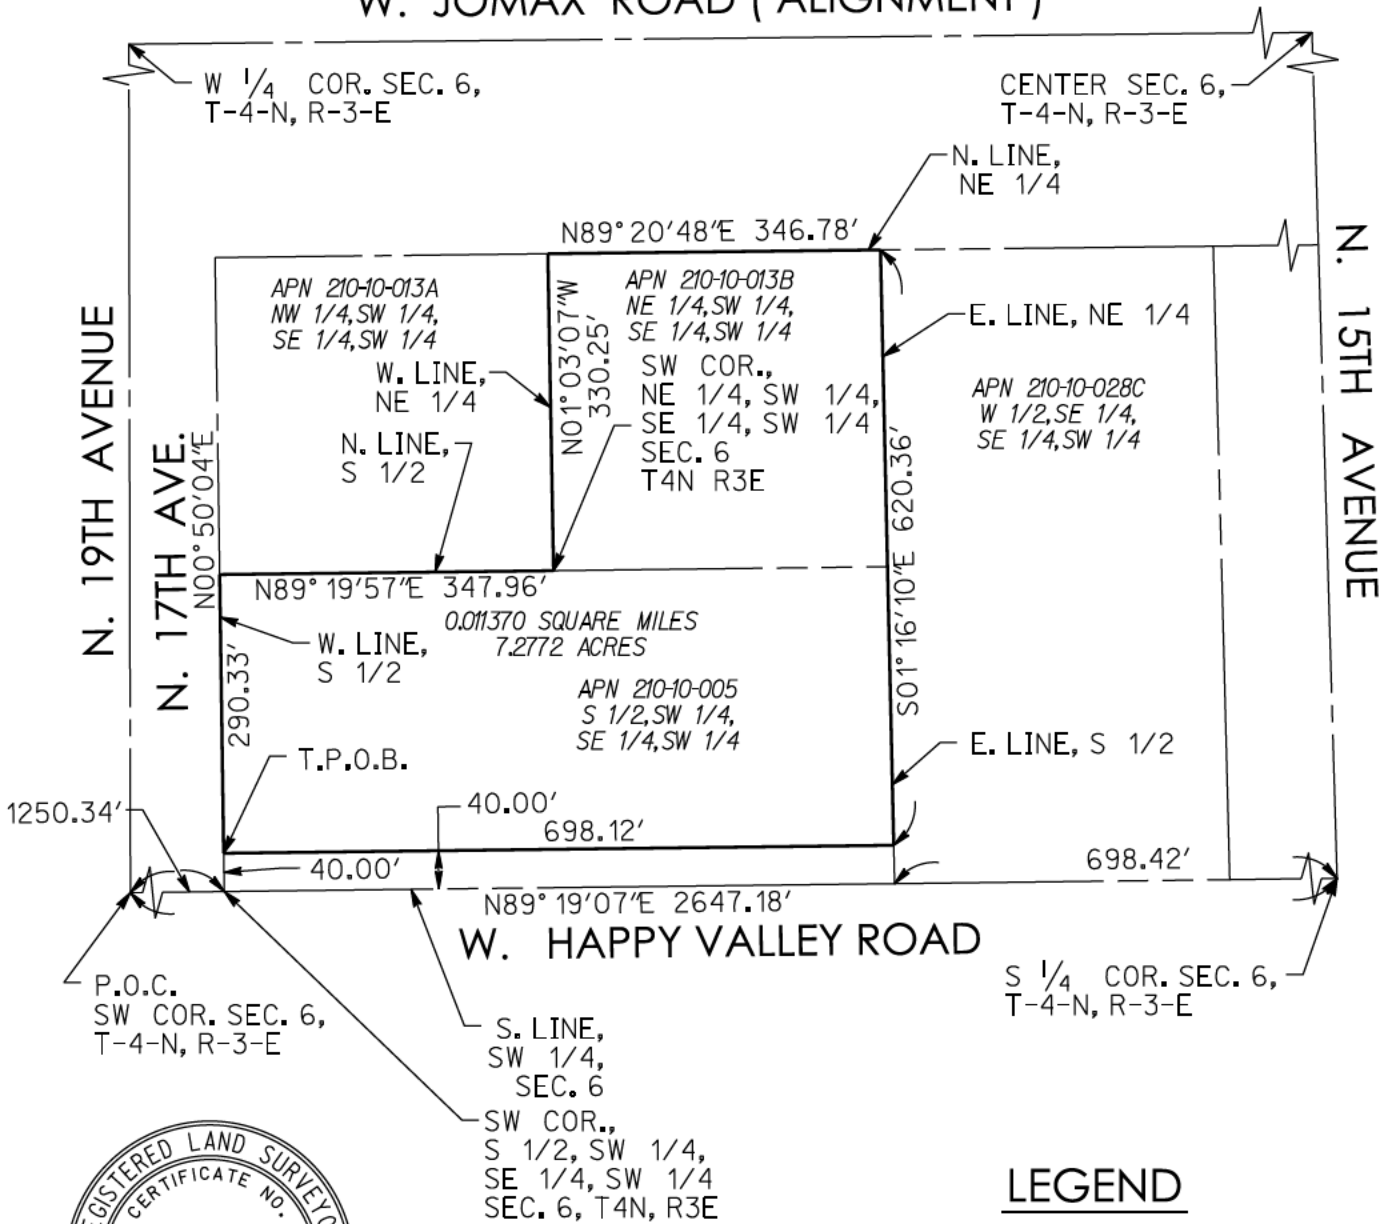 W. JOMAX ROAD ( ALIGNMENT )
W 1/4 COR. SEC. 6,
T-4-N, R-3-E
CENTER SEC. 6,
T-4-N, R-3-E
N. LINE,
NE 1/4
N89°20'48"E 346.78'
APN 210-10-013A
NW 1/4,SW 1/4,
SE 1/4,SW 1/4
APN 210-10-013B
NE 1/4,SW 1/4,
SE 1/4,SW 1/4
N01°03'07"W
330.25'
W. LINE,
NE 1/4
N. LINE,
S 1/2
SW COR.,
NE 1/4, SW 1/4,
SE 1/4, SW 1/4
SEC. 6
T4N R3E
E. LINE, NE 1/4
APN 210-10-028C
W 1/2,SE 1/4,
SE 1/4,SW 1/4
N. 19TH AVENUE
N. 17TH AVE.
N00°50'04"E
N. 15TH AVENUE
S01°16'10"E 620.36'
N89°19'57"E 347.96'
0.011370 SQUARE MILES
7.2772 ACRES
W. LINE,
S 1/2
290.33'
APN 210-10-005
S 1/2,SW 1/4,
SE 1/4,SW 1/4
T.P.O.B.
E. LINE, S 1/2
1250.34'
40.00'
698.12'
40.00'
698.42'
N89°19'07"E 2647.18'
W. HAPPY VALLEY ROAD
P.O.C.
SW COR. SEC. 6,
T-4-N, R-3-E
S 1/4 COR. SEC. 6,
T-4-N, R-3-E
S. LINE,
SW 1/4,
SEC. 6
SW COR.,
S 1/2, SW 1/4,
SE 1/4, SW 1/4
SEC. 6, T4N, R3E
LAND
CERTIFICATE NO.
LEGEND